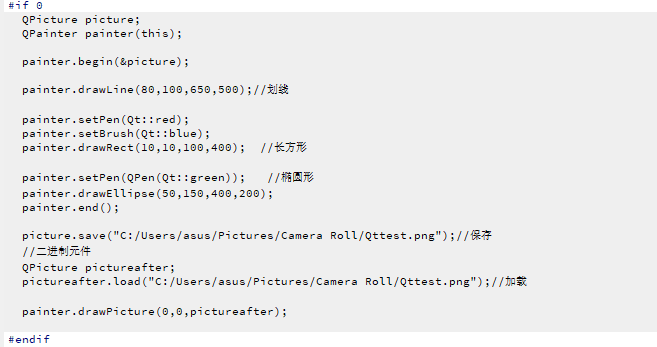 #if 0
QPicture picture;
QPainter painter(this);
painter.begin(&picture);
painter.drawLine(80,100,650,500);//划线
painter.setPen(Qt::red);
painter.setBrush(Qt::blue);
painter.drawRect(10,10,100,400);  //长方形
painter.setPen(QPen(Qt::green));   //椭圆形
painter.drawEllipse(50,150,400,200);
painter.end();
picture.save("C:/Users/asus/Pictures/Camera Roll/Qttest.png");//保存
//二进制元件
QPicture pictureafter;
pictureafter.load("C:/Users/asus/Pictures/Camera Roll/Qttest.png");//加载
painter.drawPicture(0,0,pictureafter);
#endif